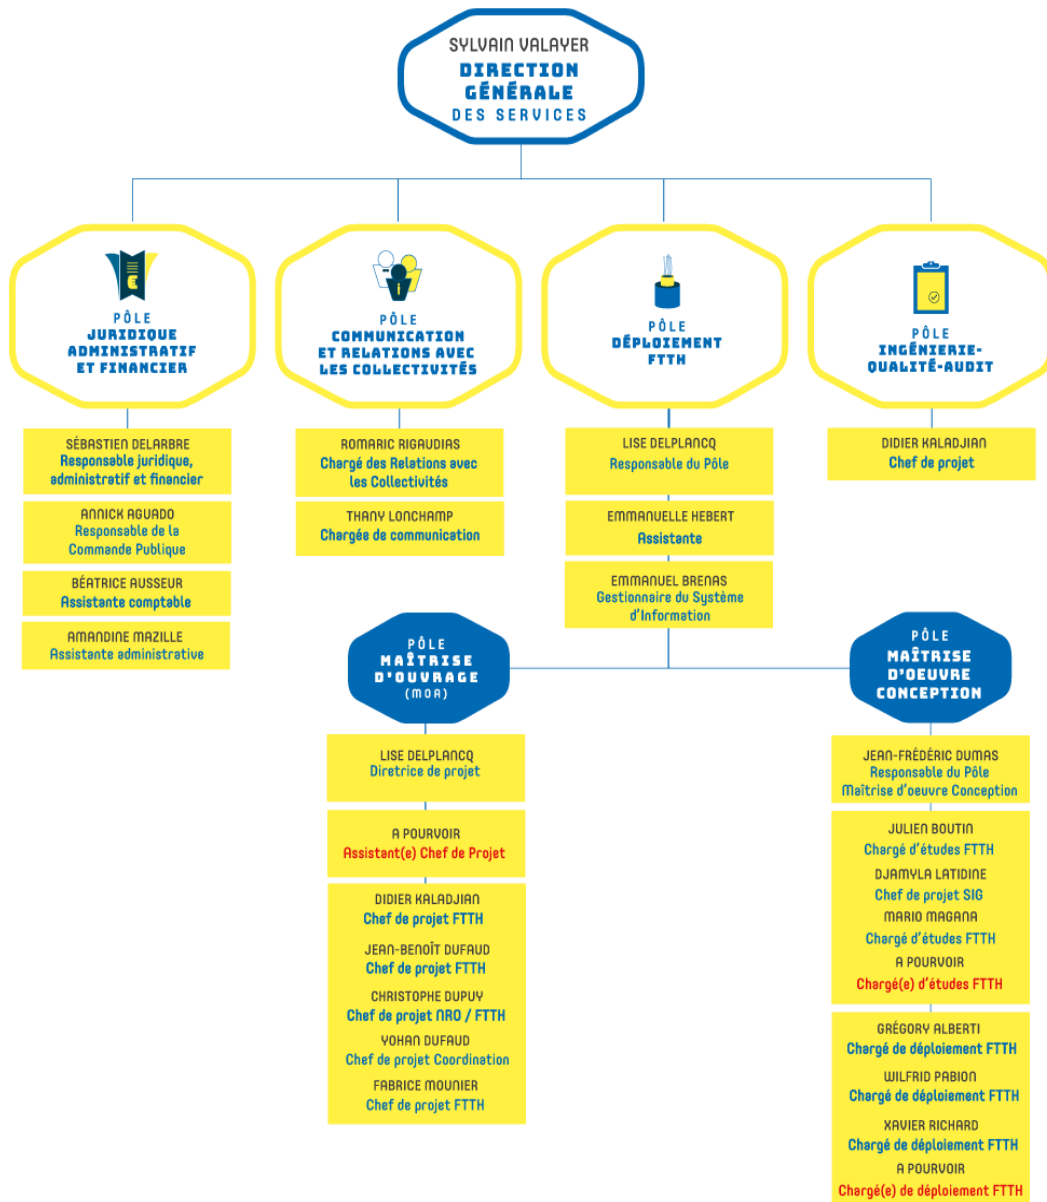 SYLVAIN VALAYER
DIRECTION
GÉNÉRALE
DES SERVICES
PÔLE
JURIDIQUE
ADMINISTRATIF
ET FINANCIER
PÔLE
COMMUNICATION
ET RELATIONS AVEC
LES COLLECTIVITÉS
PÔLE
DÉPLOIEMENT
FTTH
PÔLE
INGÉNIERIE-
QUALITÉ-AUDIT
SÉBASTIEN DELARBRE
Responsable juridique,
administratif et financier
ANNICK AGUADO
Responsable de la
Commande Publique
BÉATRICE AUSSEUR
Assistante comptable
AMANDINE MAZILLE
Assistante administrative
ROMARIC RIGAUDIAS
Chargé des Relations avec
les Collectivités
THANY LONCHAMP
Chargée de communication
LISE DELPLANCQ
Responsable du Pôle
EMMANUELLE HEBERT
Assistante
EMMANUEL BRENAS
Gestionnaire du Système
d'Information
DIDIER KALADJIAN
Chef de projet
PÔLE
MAÎTRISE
D'OUVRAGE
(MOA)
LISE DELPLANCQ
Diretrice de projet
A POURVOIR
Assistant(e) Chef de Projet
DIDIER KALADJIAN
Chef de projet FTTH
JEAN-BENOÎT DUFAUD
Chef de projet FTTH
CHRISTOPHE DUPUY
Chef de projet NRO / FTTH
YOHAN DUFAUD
Chef de projet Coordination
FABRICE MOUNIER
Chef de projet FTTH
PÔLE
MAÎTRISE
D'OEUVRE
CONCEPTION
JEAN-FRÉDÉRIC DUMAS
Responsable du Pôle
Maîtrise d'oeuvre Conception
JULIEN BOUTIN
Chargé d'études FTTH
DJAMYLA LATIDINE
Chef de projet SIG
MARIO MAGANA
Chargé d'études FTTH
A POURVOIR
Chargé(e) d'études FTTH
GRÉGORY ALBERTI
Chargé de déploiement FTTH
WILFRID PABION
Chargé de déploiement FTTH
XAVIER RICHARD
Chargé de déploiement FTTH
A POURVOIR
Chargé(e) de déploiement FTTH